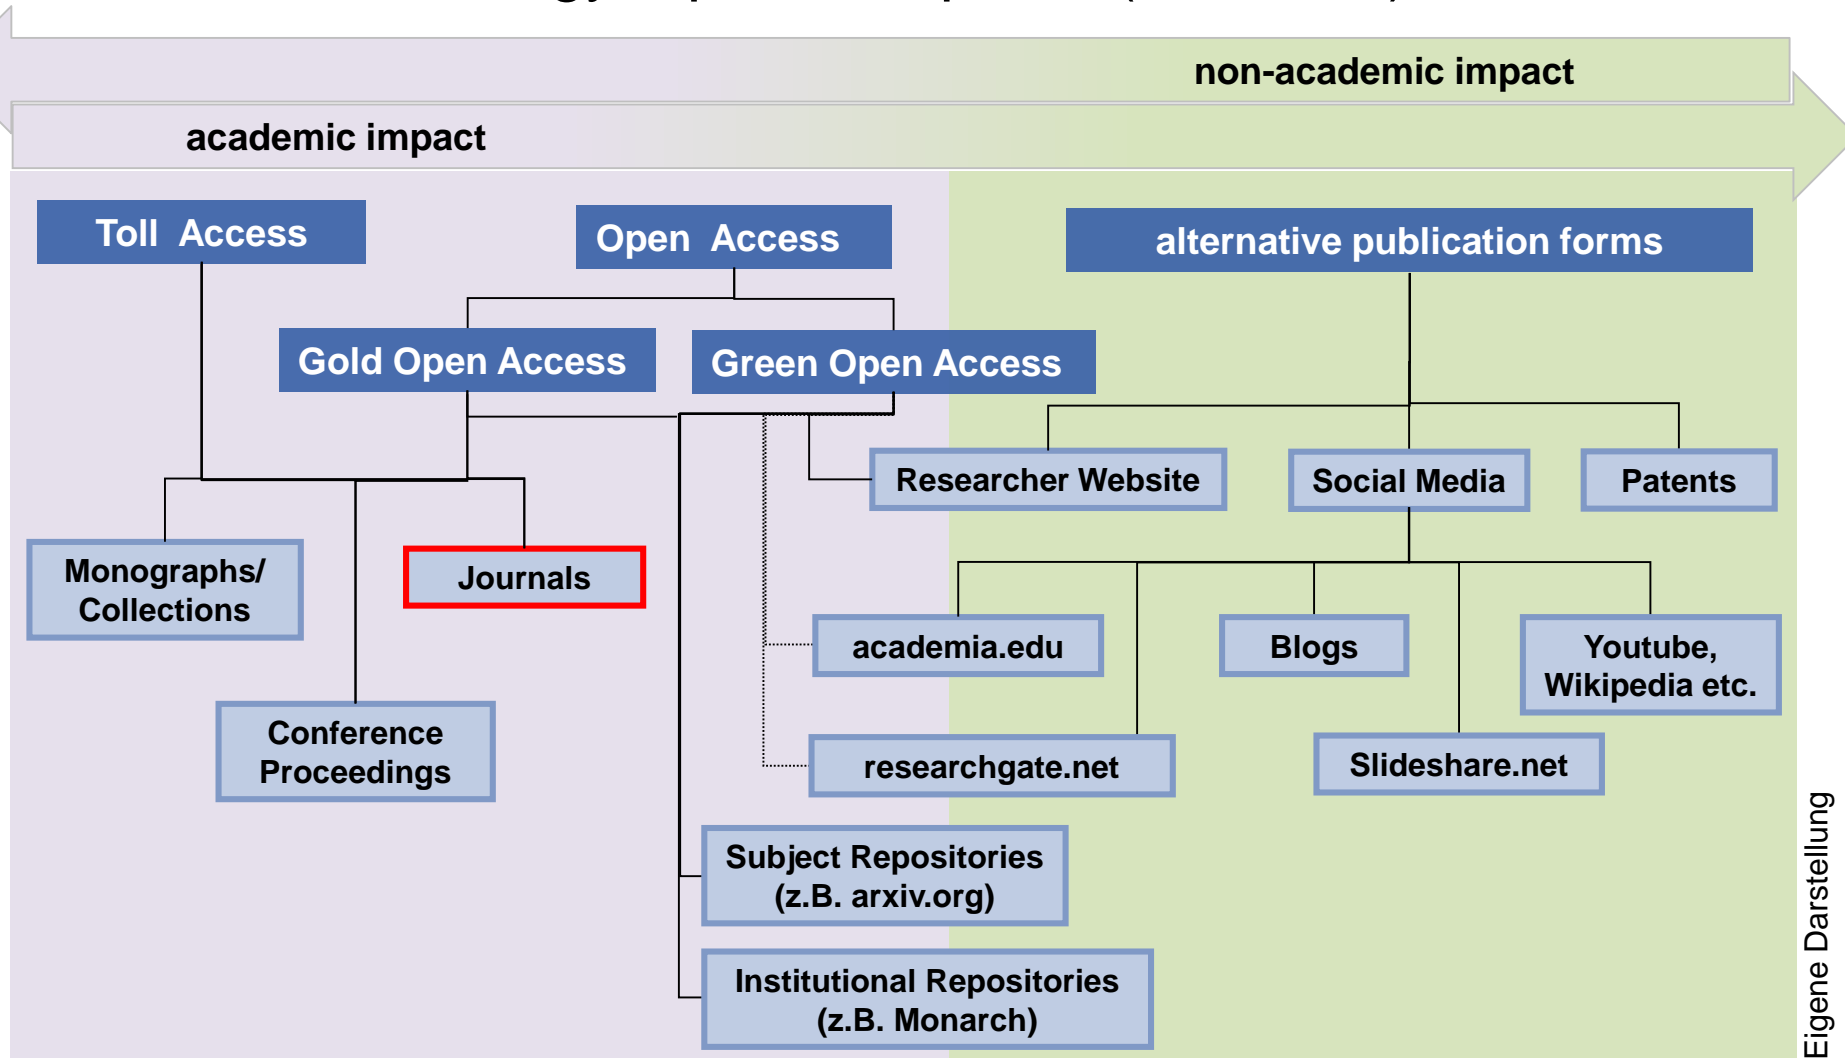 non-academic impact
academic impact
Toll Access
Open Access
alternative publication forms
Gold Open Access
Green Open Access
Researcher Website
Social Media
Patents
Monographs/
Collections
Journals
academia.edu
Blogs
Youtube,
Wikipedia etc.
Conference
Proceedings
researchgate.net
Slideshare.net
Subject Repositories
(z.B. arxiv.org)
Institutional Repositories
(z.B. Monarch)
Eigene Darstellung